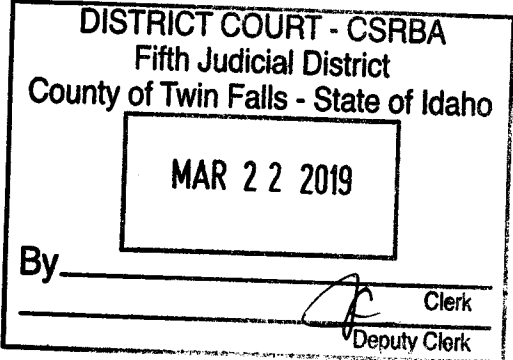 DISTRICT COURT - CSRBA
Fifth Judicial District
County of Twin Falls - State of Idaho
MAR 22 2019
By
Clerk
Deputy Clerk